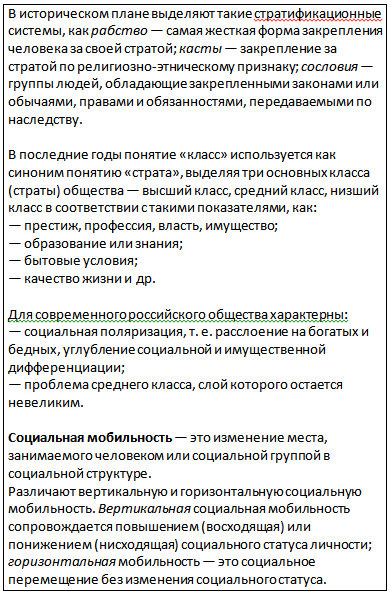 В историческом плане выделяют такие стратификационные
системы, как рабство — самая жесткая форма закрепления
человека за своей стратой; касты — закрепление за
стратой по религиозно-этническому признаку; сословия —
группы людей, обладающие закрепленными законами или
обычаями, правами и обязанностями, передаваемыми по
наследству.

В последние годы понятие «класс» используется как
синоним понятию «страта», выделяя три основных класса
(страты) общества — высший класс, средний класс, низший
класс в соответствии с такими показателями, как:
— престиж, профессия, власть, имущество;
— образование или знания;
— бытовые условия;
— качество жизни и др.

Для современного российского общества характерны:
— социальная поляризация, т. е. расслоение на богатых и
бедных, углубление социальной и имущественной
дифференциации;
— проблема среднего класса, слой которого остается
невеликим.

Социальная мобильность — это изменение места,
занимаемого человеком или социальной группой в
социальной структуре.
Различают вертикальную и горизонтальную социальную
мобильность. Вертикальная социальная мобильность
сопровождается повышением (восходящая) или
понижением (нисходящая) социального статуса личности;
горизонтальная мобильность — это социальное
перемещение без изменения социального статуса.